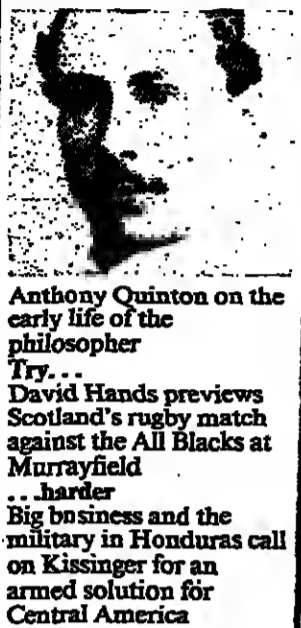 Anthony Quinton on the
early life of the
philosopher
Try...
David Hands previews
Scotland's rugby match
against the All Blacks at
Murrayfield
...harder
Big business and the
military in Honduras call
on Kissinger for an
armed solution for
Central America